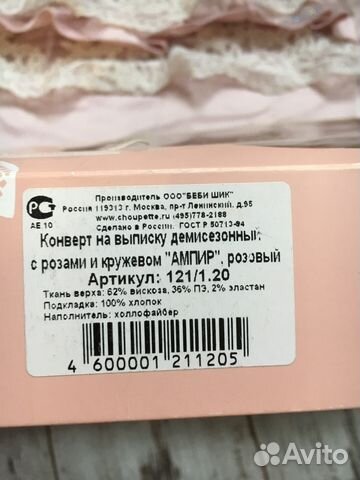 Производитель ООО"БЕБИ ШИК"
Россия 119313 г. Москва, пр-т Ленинский, д.95
www.choupette.ru (495)778-2188
Сделано в России. ГОСТ Р 50713-94
АЕ 10
Конверт на выписку демисезонный
с розами и кружевом "АМПИР", розовый
Артикул: 121/1.20
Ткань верха: 62% вискоза, 36% ПЭ, 2% эластан
Подкладка: 100% хлопок
Наполнитель: холлофайбер
4 600001 211205
Avito